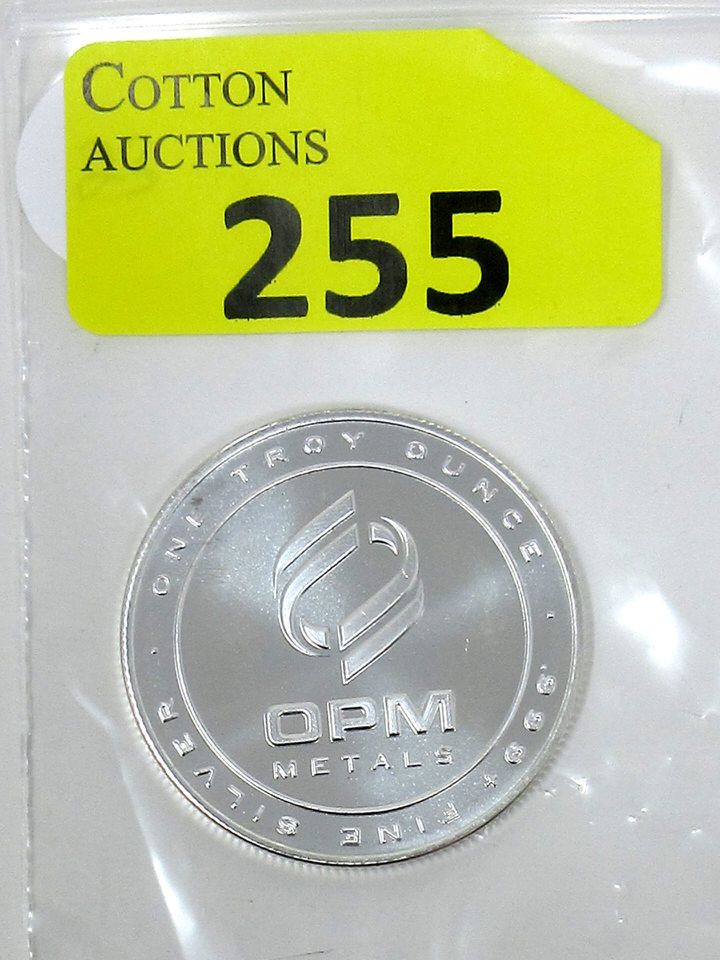 COTTON
AUCTIONS
255
ONE TROY OUNCE · .999+ FINE SILVER ·
OPM
METALS